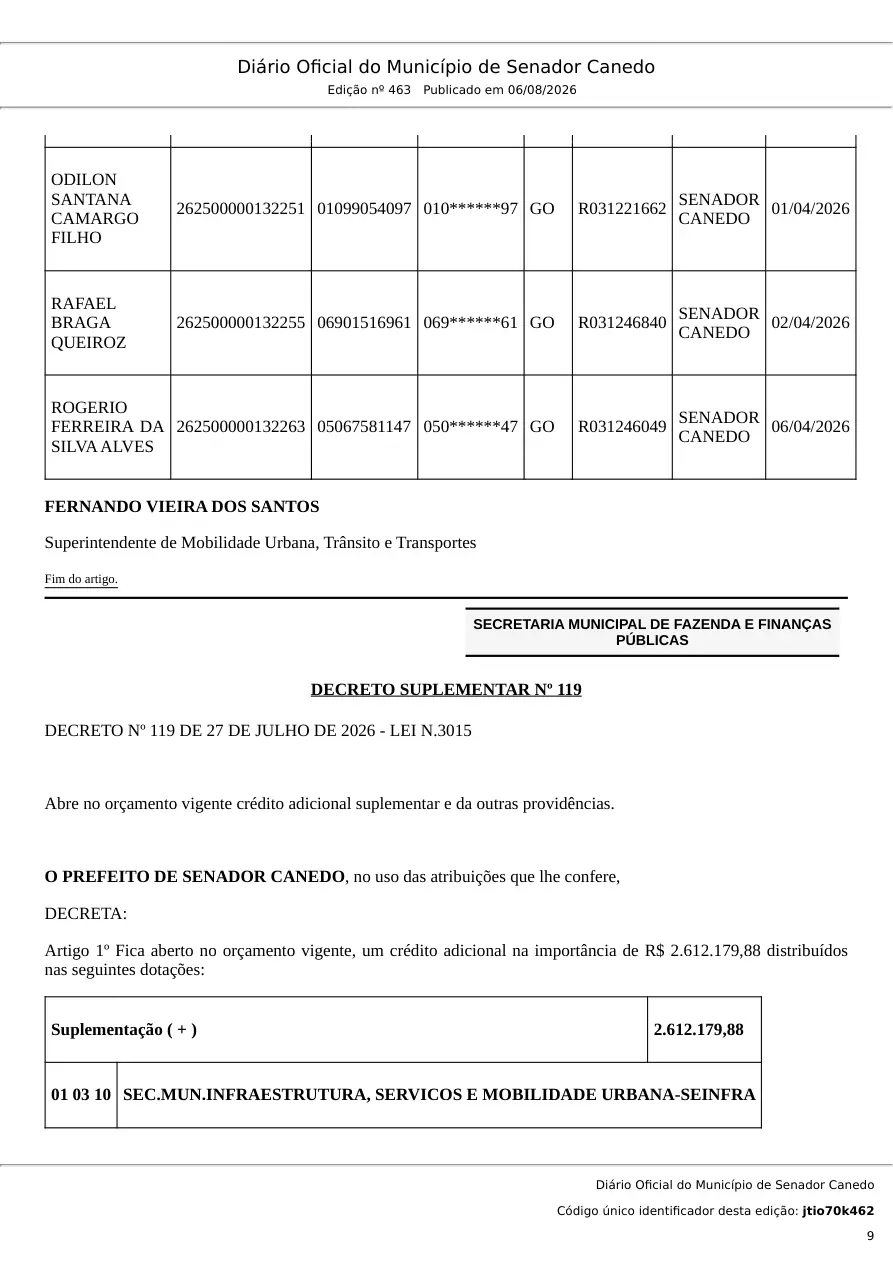 Diário Oficial do Município de Senador Canedo
Edição nº 463 Publicado em 06/08/2026
ODILON
SANTANA
CAMARGO
FILHO
262500000132251 01099054097 010******97 GO R031221662 SENADOR CANEDO 01/04/2026
RAFAEL
BRAGA
QUEIROZ
262500000132255 06901516961 069******61 GO R031246840 SENADOR CANEDO 02/04/2026
ROGERIO
FERREIRA DA
SILVA ALVES
262500000132263 05067581147 050******47 GO R031246049 SENADOR CANEDO 06/04/2026
FERNANDO VIEIRA DOS SANTOS
Superintendente de Mobilidade Urbana, Trânsito e Transportes
Fim do artigo.
SECRETARIA MUNICIPAL DE FAZENDA E FINANÇAS
PÚBLICAS
DECRETO SUPLEMENTAR Nº 119
DECRETO Nº 119 DE 27 DE JULHO DE 2026 - LEI N.3015
Abre no orçamento vigente crédito adicional suplementar e da outras providências.
O PREFEITO DE SENADOR CANEDO, no uso das atribuições que lhe confere,
DECRETA:
Artigo 1º Fica aberto no orçamento vigente, um crédito adicional na importância de R$ 2.612.179,88 distribuídos
nas seguintes dotações:
Suplementação ( + ) 2.612.179,88
01 03 10 SEC.MUN.INFRAESTRUTURA, SERVICOS E MOBILIDADE URBANA-SEINFRA
Diário Oficial do Município de Senador Canedo
Código único identificador desta edição: jtio70k462
9